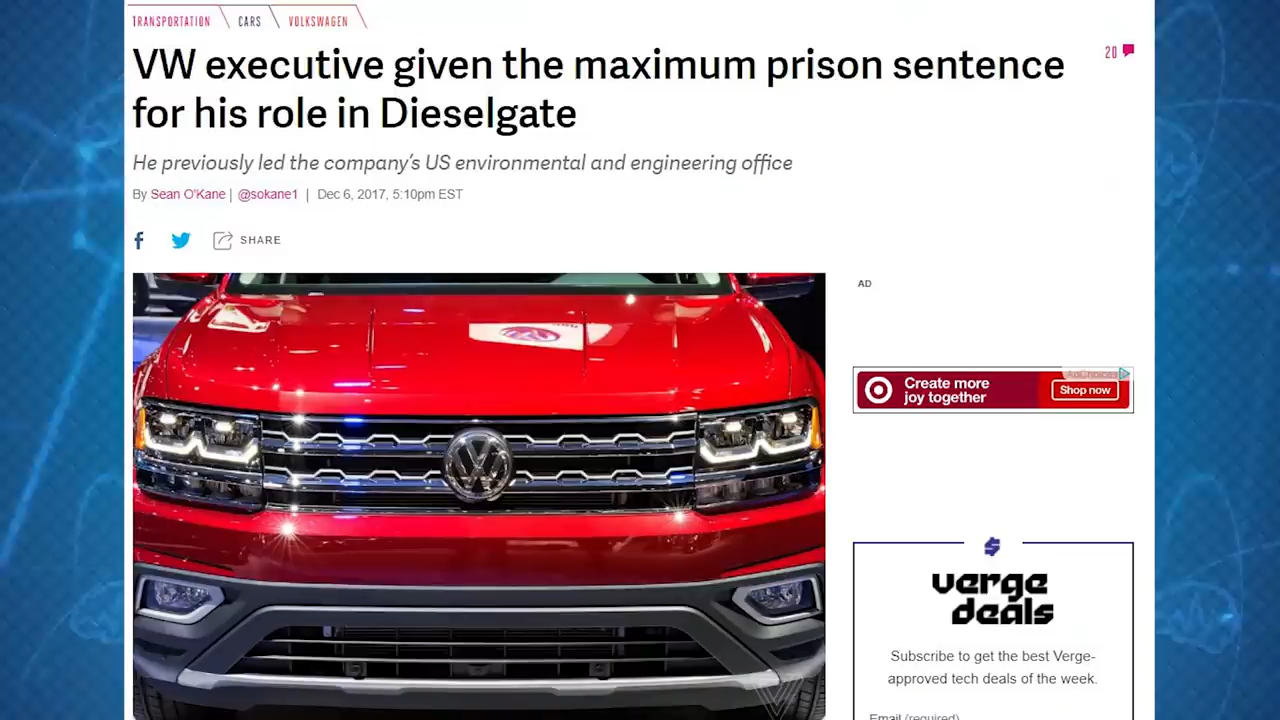 TRANSPORTATION CARS VOLKSWAGEN
VW executive given the maximum prison sentence
for his role in Dieselgate
20
He previously led the company's US environmental and engineering office
By Sean O'Kane | @sokane1 | Dec 6, 2017, 5:10pm EST
SHARE
AD
AdChoices
Create more
joy together
Shop now
verge
deals
Subscribe to get the best Verge-
approved tech deals of the week.
Email (required)